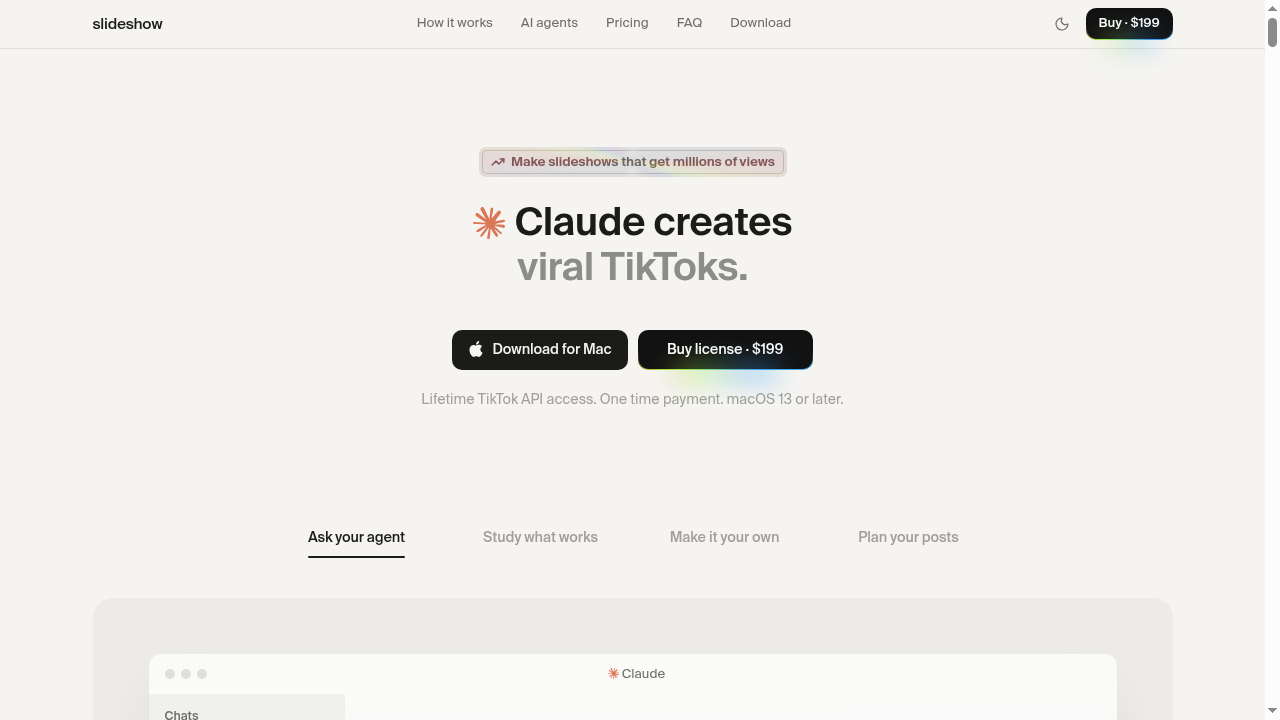 slideshow
How it works
AI agents
Pricing
FAQ
Download
Buy · $199
Make slideshows that get millions of views
Claude creates
viral TikToks.
Download for Mac
Buy license · $199
Lifetime TikTok API access. One time payment. macOS 13 or later.
Ask your agent
Study what works
Make it your own
Plan your posts
Claude
Chats